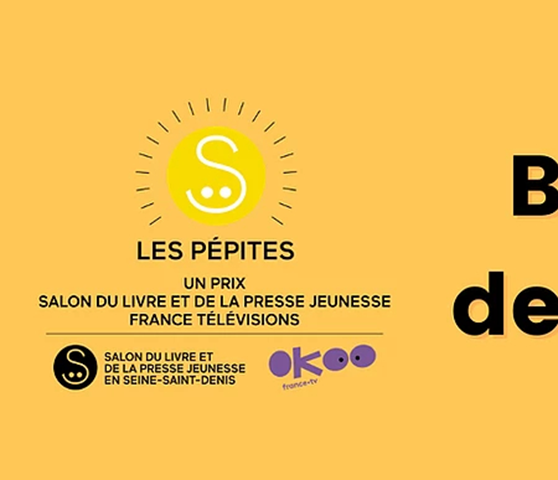 LES PÉPITES
UN PRIX
SALON DU LIVRE ET DE LA PRESSE JEUNESSE
FRANCE TÉLÉVISIONS
SALON DU LIVRE ET
DE LA PRESSE JEUNESSE
EN SEINE-SAINT-DENIS
okoo
france•tv
B
de